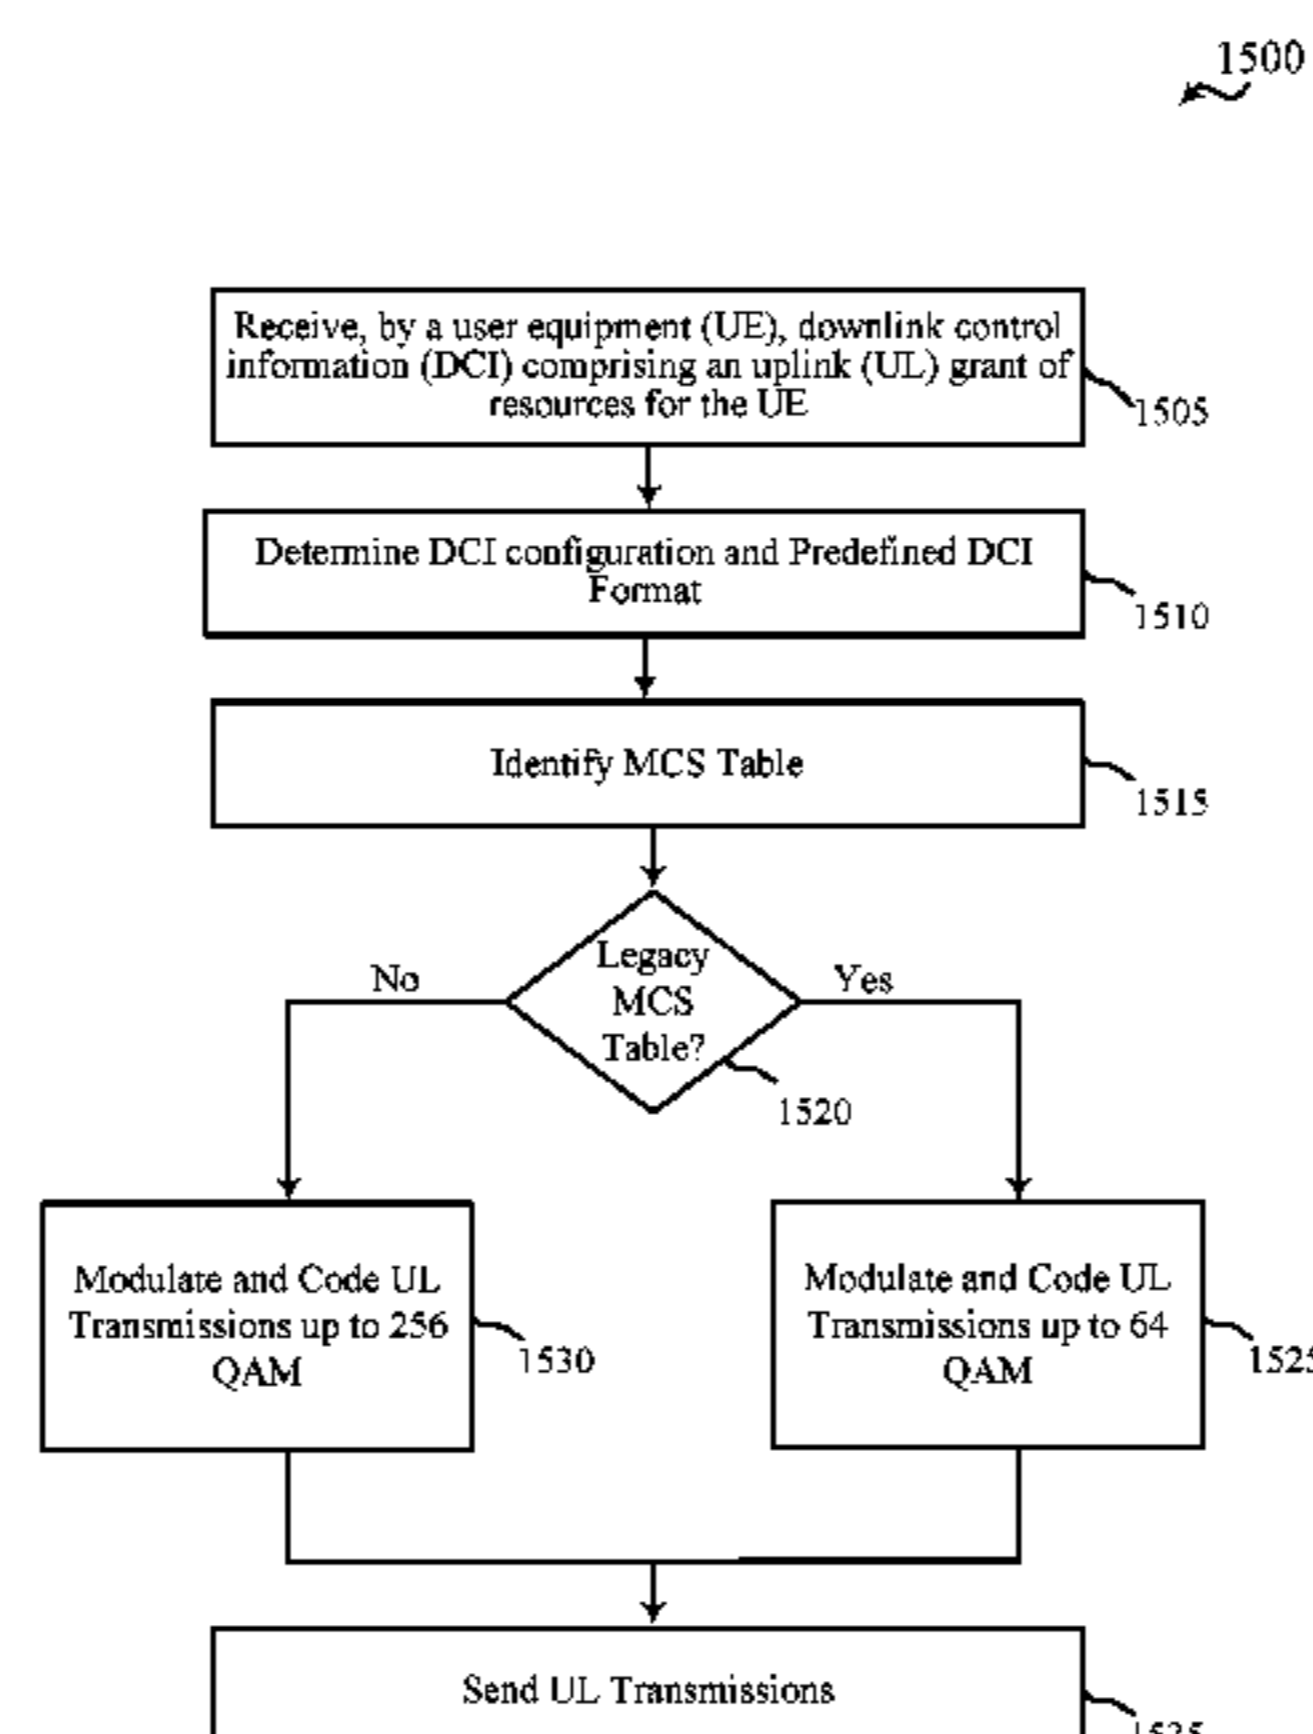 1500
Receive, by a user equipment (UE), downlink control
information (DCI) comprising an uplink (UL) grant of
resources for the UE
1505
Determine DCI configuration and Predefined DCI
Format
1510
Identify MCS Table
1515
Legacy
MCS
Table?
No
Yes
1520
Modulate and Code UL
Transmissions up to 256
QAM
1530
Modulate and Code UL
Transmissions up to 64
QAM
1525
Send UL Transmissions
1535